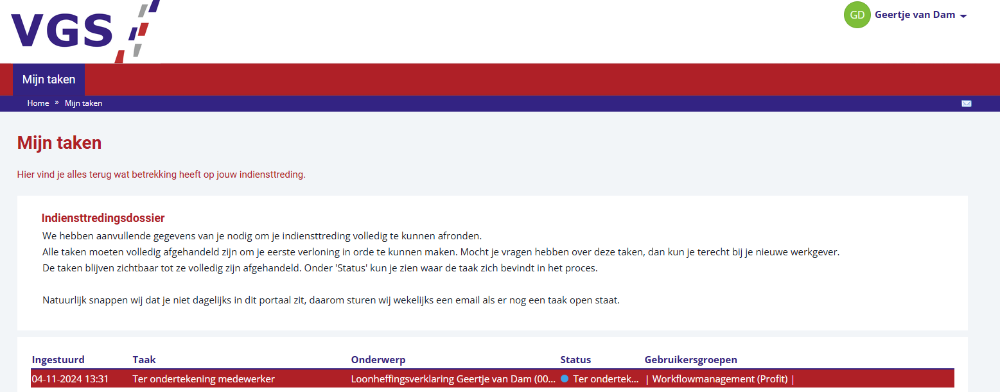 VGS
GD Geertje van Dam
Mijn taken
Home » Mijn taken
Mijn taken
Hier vind je alles terug wat betrekking heeft op jouw indiensttreding.
Indiensttredingsdossier
We hebben aanvullende gegevens van je nodig om je indiensttreding volledig te kunnen afronden.
Alle taken moeten volledig afgehandeld zijn om je eerste verloning in orde te kunnen maken. Mocht je vragen hebben over deze taken, dan kun je terecht bij je nieuwe werkgever.
De taken blijven zichtbaar tot ze volledig zijn afgehandeld. Onder 'Status' kun je zien waar de taak zich bevindt in het proces.
Natuurlijk snappen wij dat je niet dagelijks in dit portaal zit, daarom sturen wij wekelijks een email als er nog een taak open staat.
Ingestuurd Taak Onderwerp Status Gebruikersgroepen
04-11-2024 13:31 Ter ondertekening medewerker Loonheffingsverklaring Geertje van Dam (00... Ter ondertek... | Workflowmanagement (Profit) |